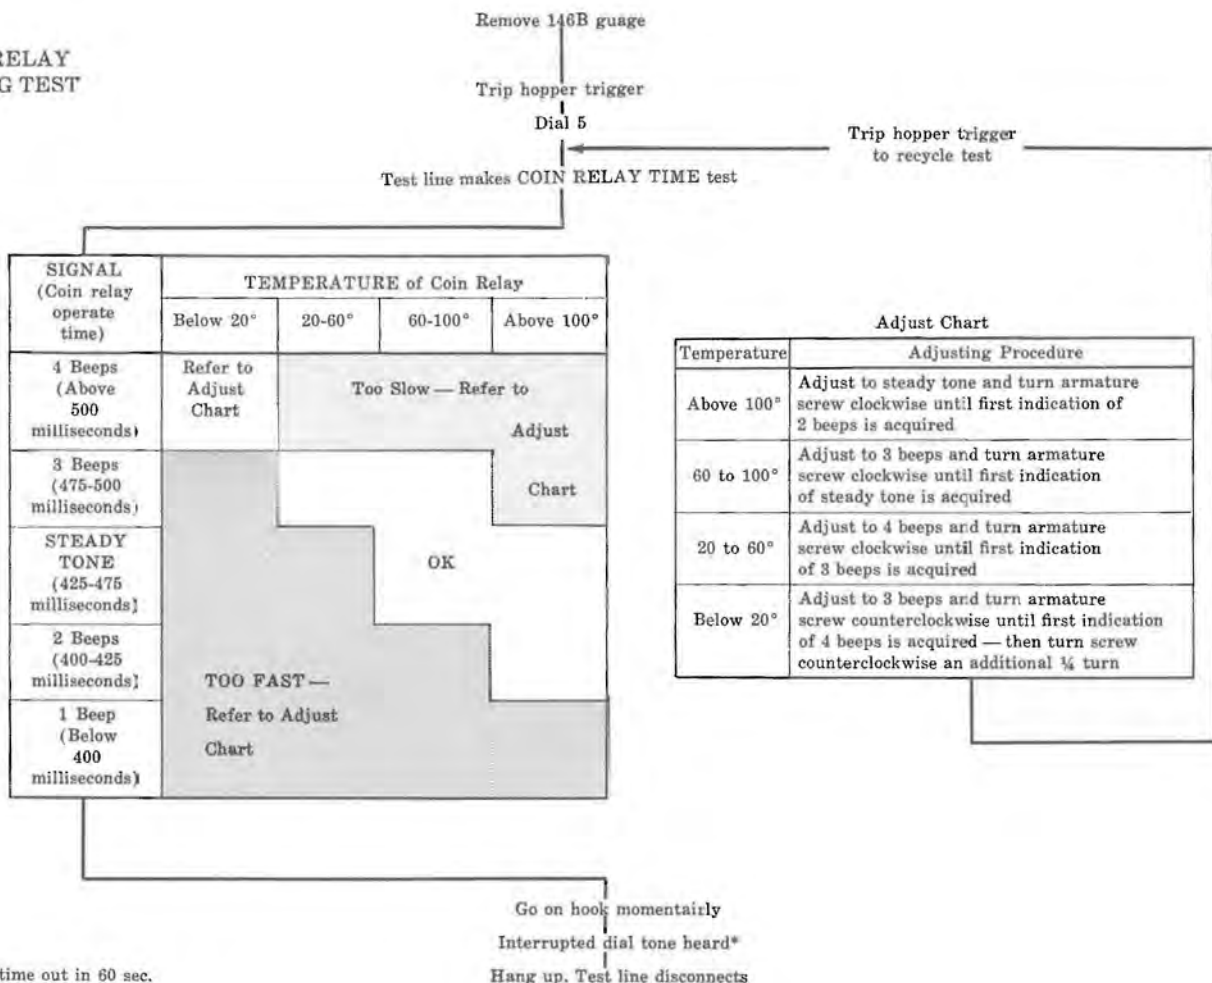 Remove 146B guage
RELAY
G TEST
Trip hopper trigger
Dial 5
Trip hopper trigger
to recycle test
Test line makes COIN RELAY TIME test
SIGNAL
(Coin relay
operate
time)
TEMPERATURE of Coin Relay
Below 20°
20-60°
60-100°
Above 100°
4 Beeps
(Above
500
milliseconds)
Refer to
Adjust
Chart
Too Slow — Refer to
Adjust
Chart
3 Beeps
(475-500
milliseconds)
STEADY
TONE
(425-475
milliseconds)
OK
2 Beeps
(400-425
milliseconds)
TOO FAST —
Refer to Adjust
Chart
1 Beep
(Below
400
milliseconds)
Adjust Chart
Temperature
Adjusting Procedure
Above 100°
Adjust to steady tone and turn armature
screw clockwise until first indication of
2 beeps is acquired
60 to 100°
Adjust to 3 beeps and turn armature
screw clockwise until first indication
of steady tone is acquired
20 to 60°
Adjust to 4 beeps and turn armature
screw clockwise until first indication
of 3 beeps is acquired
Below 20°
Adjust to 3 beeps and turn armature
screw counterclockwise until first indication
of 4 beeps is acquired — then turn screw
counterclockwise an additional ¼ turn
Go on hook momentairly
Interrupted dial tone heard*
Hang up. Test line disconnects
time out in 60 sec.